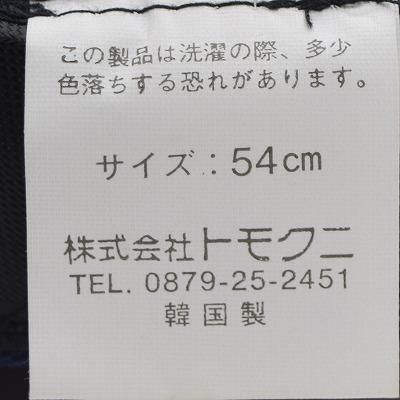 この製品は洗濯の際、多少
色落ちする恐れがあります。
サイズ：54cm
株式会社トモクニ
TEL. 0879-25-2451
韓国製